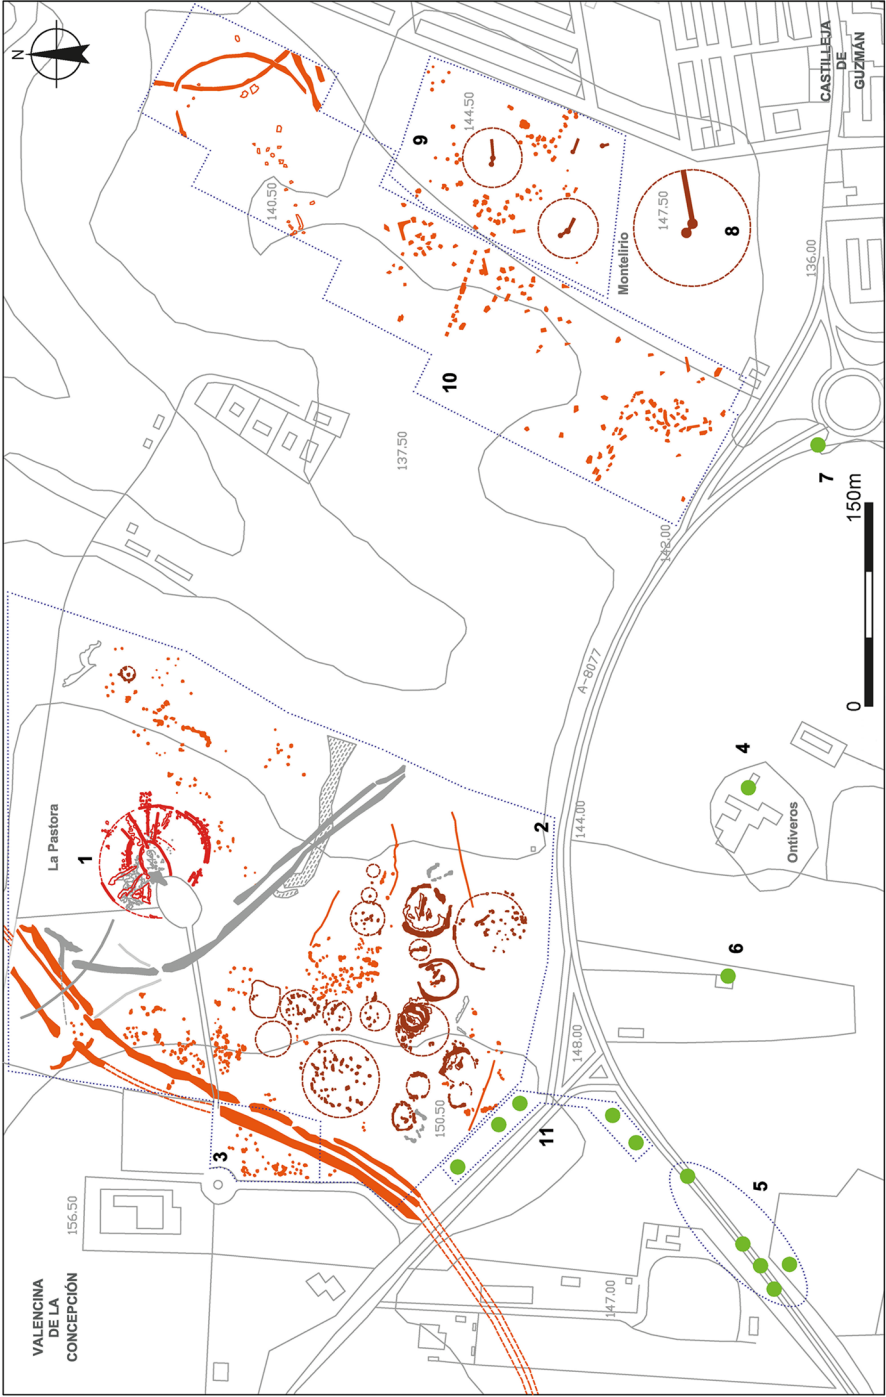 N
VALENCINA
DE LA
CONCEPCIÓN
156.50
3
La Pastora
1
140.50
9
144.50
CASTILLEJA
DE
GUZMÁN
Montelirio
147.50
8
10
137.50
136.00
142.00
7
0
150m
A-8077
2
144.00
4
Ontiveros
6
148.00
150.50
11
5
147.00